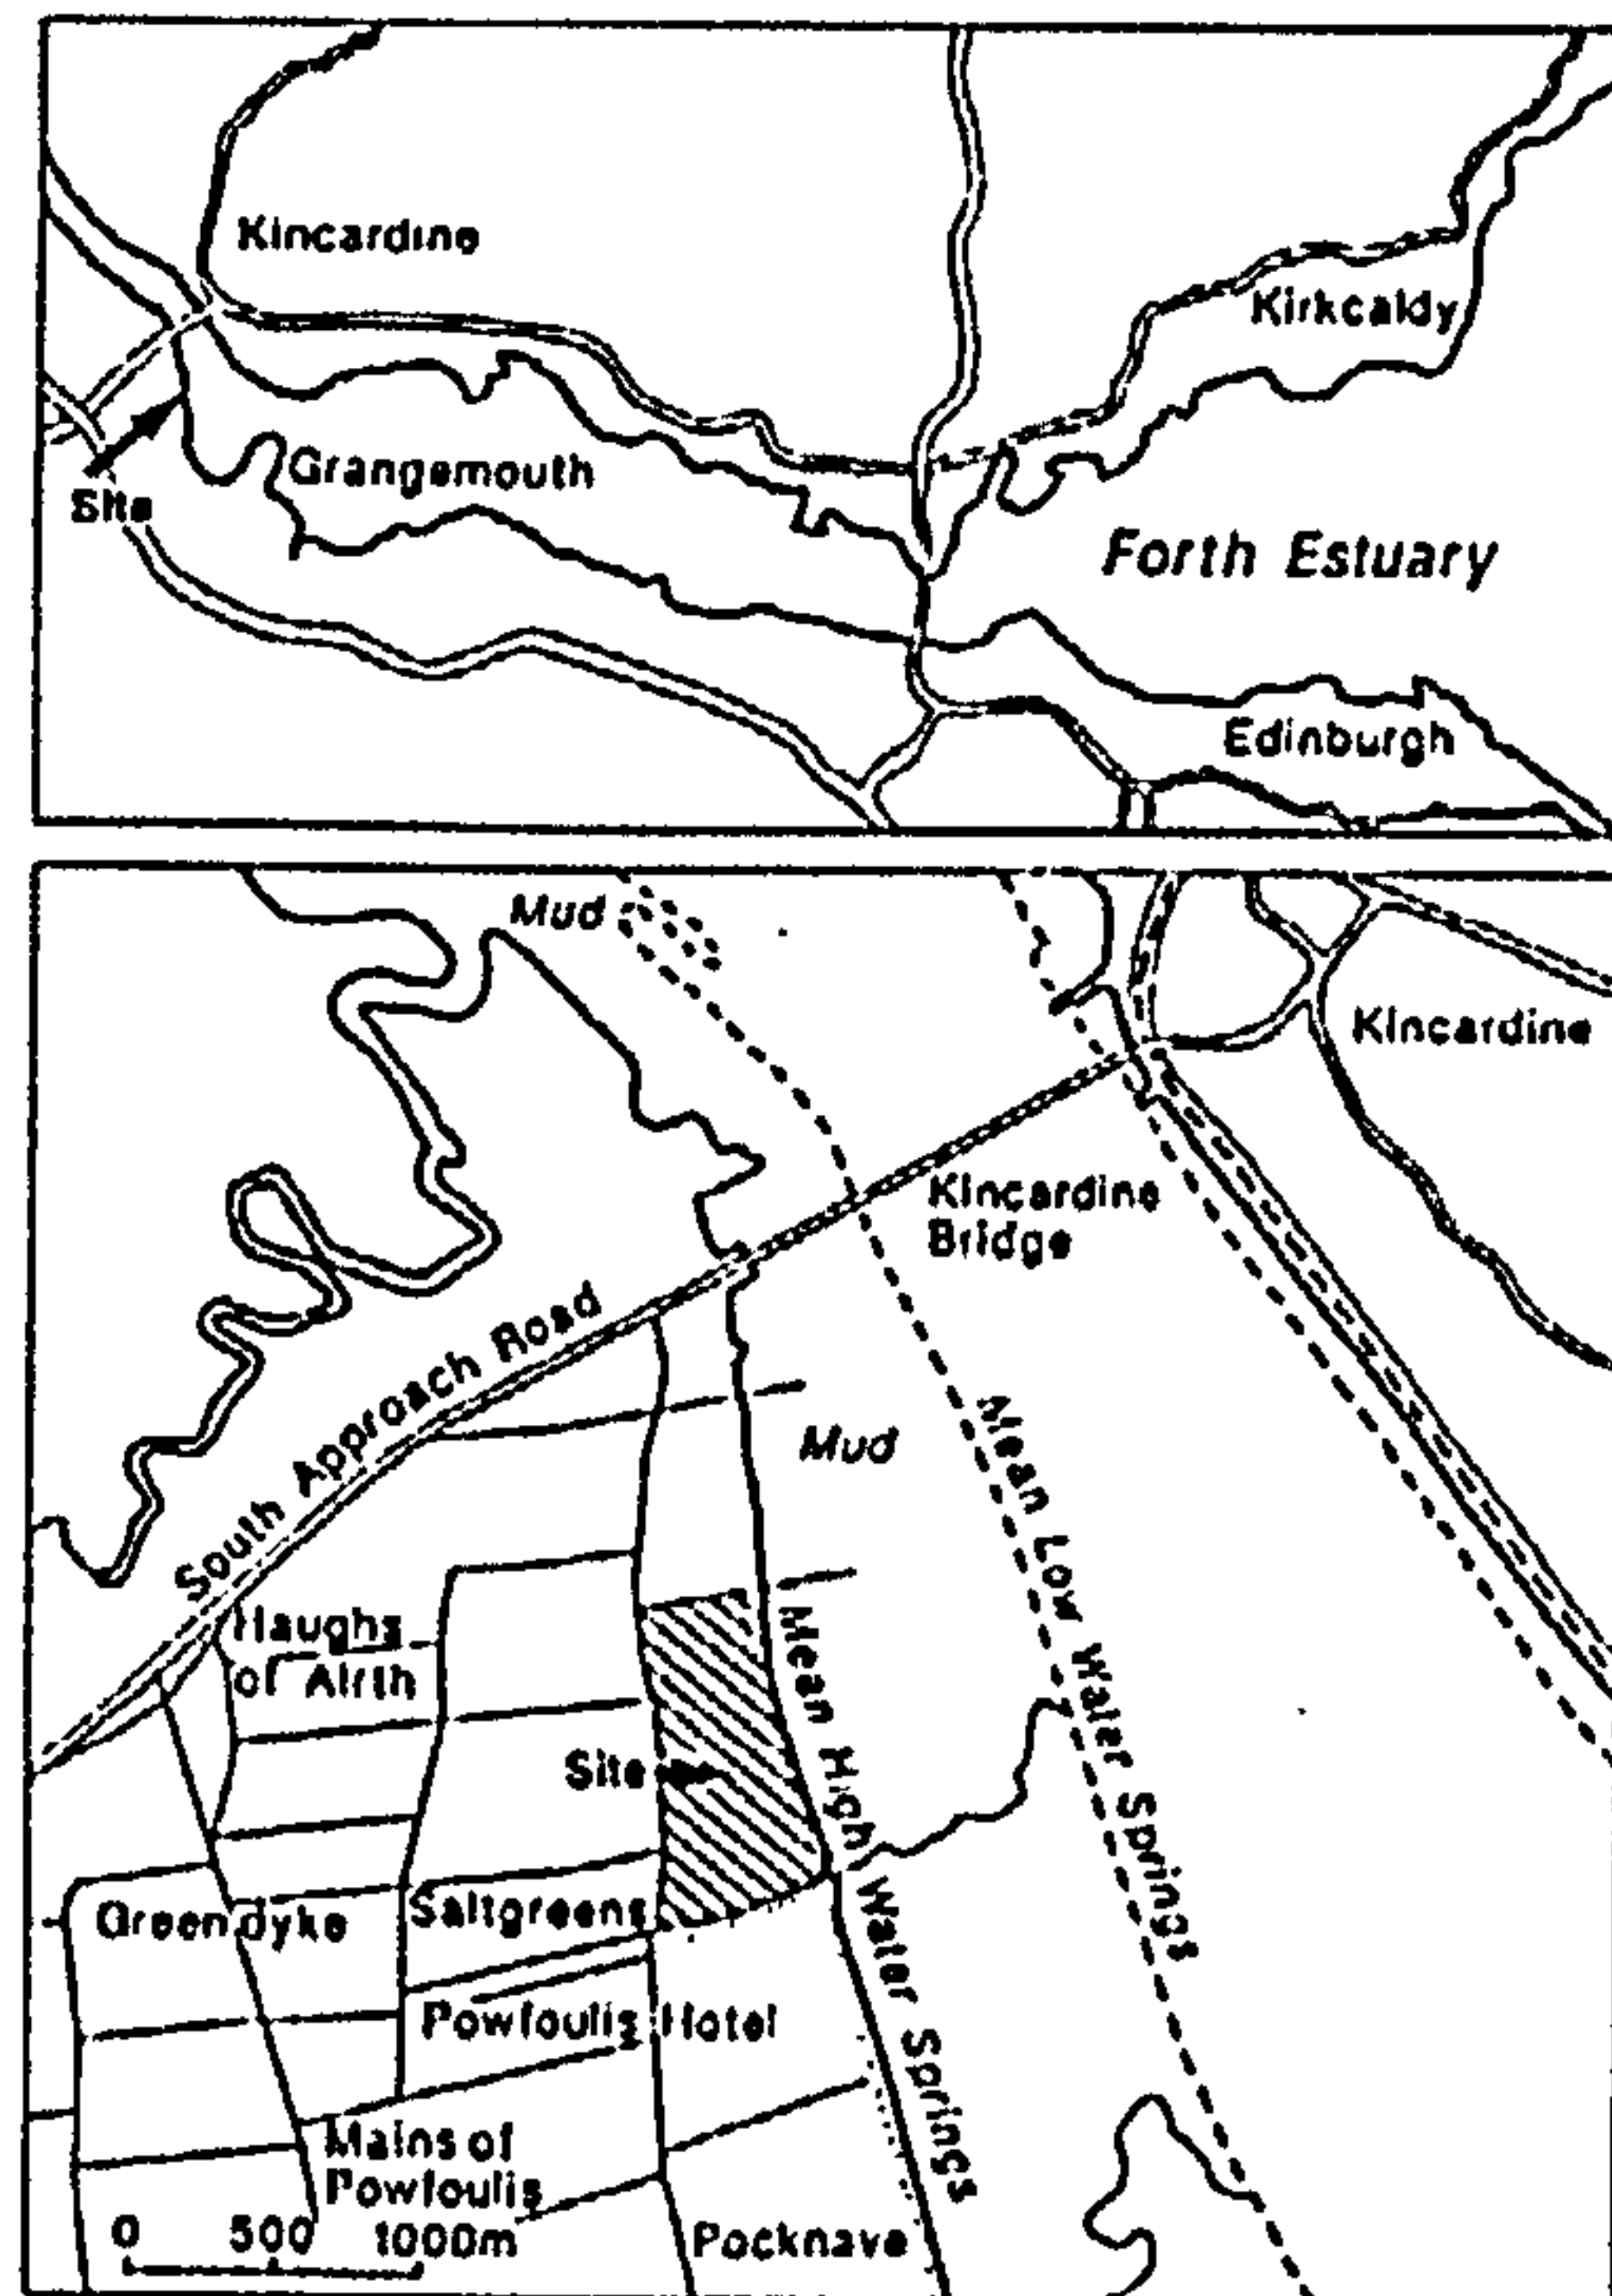 Kincardine
Kirkcaldy
Grangemouth
Site
Forth Estuary
Edinburgh
Mud
Kincardine
Kincardine
Bridge
South Approach Road
Mud
Mean Low Water Springs
Haughs
of Airth
Mean High Water Springs
Site
Greendyke
Saltgreens
Powfoulis Hotel
Mains of
Powfoulis
0 500 1000m
Pocknave